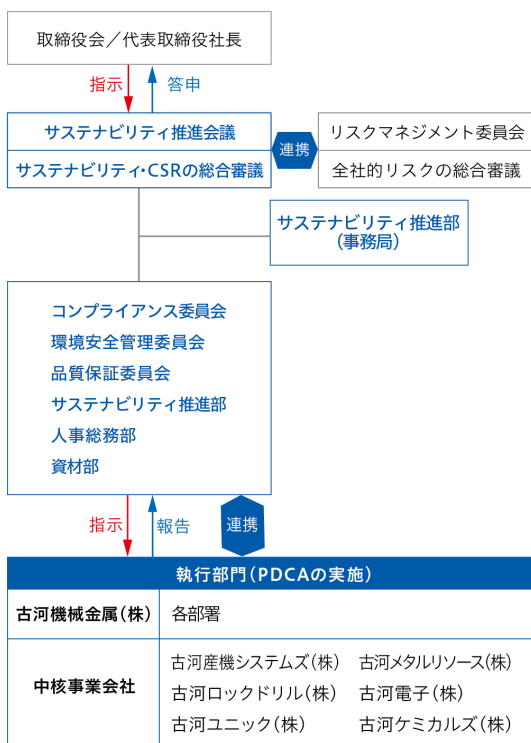 取締役会／代表取締役社長
指示
答申
サステナビリティ推進会議
サステナビリティ・CSRの総合審議
連携
リスクマネジメント委員会
全社的リスクの総合審議
サステナビリティ推進部
（事務局）
コンプライアンス委員会
環境安全管理委員会
品質保証委員会
サステナビリティ推進部
人事総務部
資材部
指示
報告
連携
執行部門（PDCAの実施）
古河機械金属（株） 各部署
中核事業会社
古河産機システムズ（株） 古河メタルリソース（株）
古河ロックドリル（株） 古河電子（株）
古河ユニック（株） 古河ケミカルズ（株）